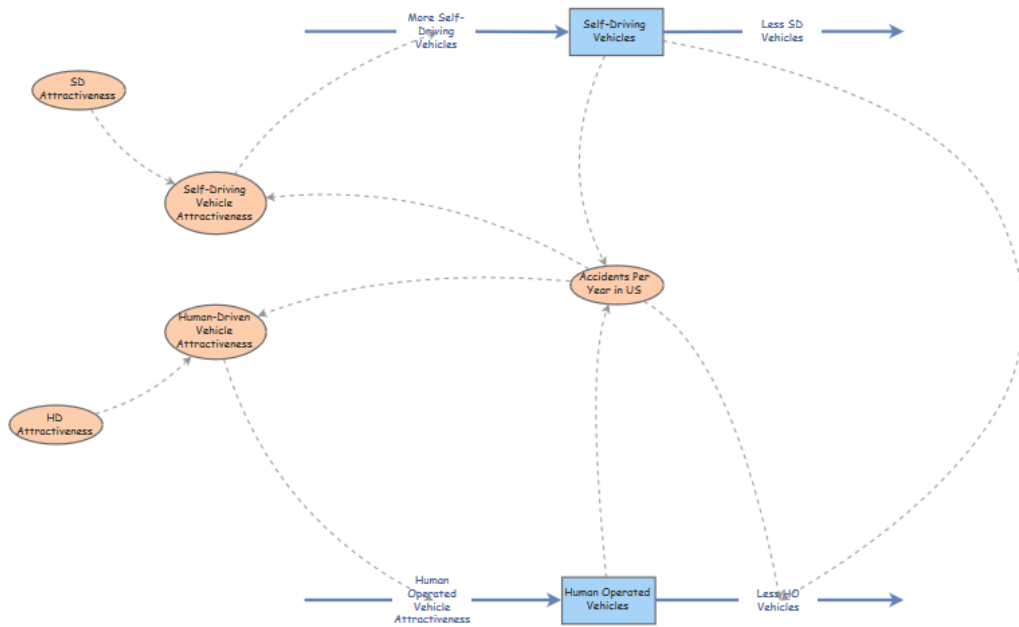 More Self-
Driving
Vehicles
Self-Driving
Vehicles
Less SD
Vehicles
SD
Attractiveness
Self-Driving
Vehicle
Attractiveness
Accidents Per
Year in US
Human-Driven
Vehicle
Attractiveness
HD
Attractiveness
Human
Operated
Vehicle
Attractiveness
Human Operated
Vehicles
Less HO
Vehicles